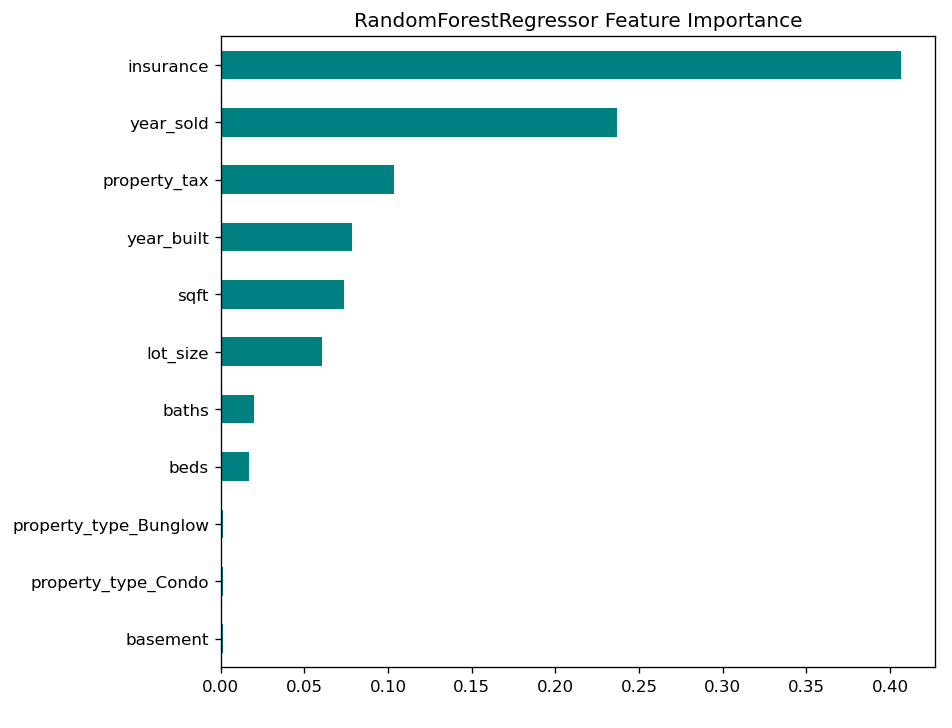 RandomForestRegressor Feature Importance
insurance
year_sold
property_tax
year_built
sqft
lot_size
baths
beds
property_type_Bunglow
property_type_Condo
basement
0.00 0.05 0.10 0.15 0.20 0.25 0.30 0.35 0.40